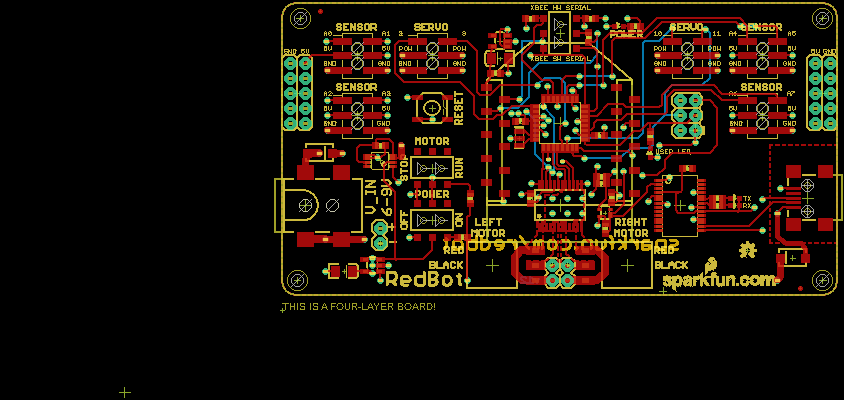 XBEE HW SERIAL
SENSOR SERVO POWER SERVO SENSOR
A0 A1 3 9 10 11 A4 A5
GND 5V 5V 5V POW POW POW POW 5V 5V 5V GND
GND GND GND GND GND GND GND GND
XBEE SW SERIAL
SENSOR SENSOR
A2 A3 A6 A7
5V 5V RESET 5V 5V
GND GND GND GND
MOTOR USER LED
STOP RUN
V-IN
6-9V
POWER
OFF ON
TX
RX
LEFT
MOTOR
RIGHT
MOTOR
sparkfun.com/redbot
RED RED
BLACK BLACK
RedBot
sparkfun.com
THIS IS A FOUR-LAYER BOARD!